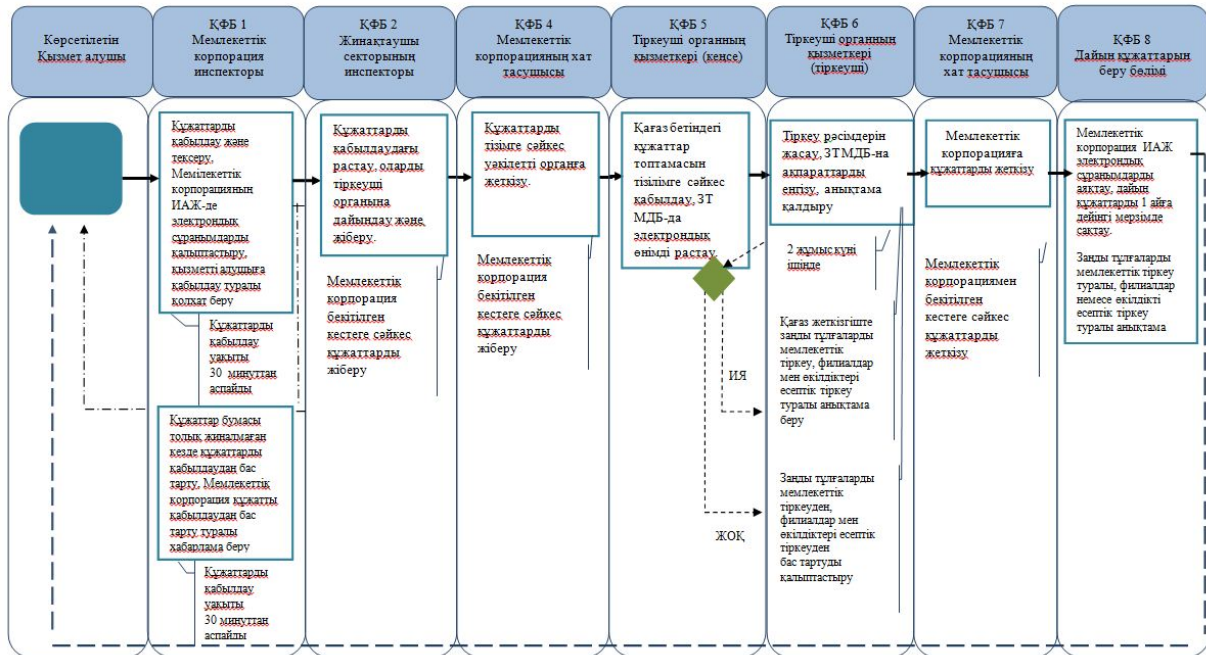 Көрсетілетін
Қызмет алушы
ҚФБ 1
Мемлекеттік
корпорация
инспекторы
ҚФБ 2
Жинақтаушы
секторының
инспекторы
ҚФБ 4
Мемлекеттік
корпорацияның хат
тасушысы
ҚФБ 5
Тіркеуші органның
қызметкері (кеңсе)
ҚФБ 6
Тіркеуші органның
қызметкері
(тіркеуші)
ҚФБ 7
Мемлекеттік
корпорацияның
хат тасушысы
ҚФБ 8
Дайын құжаттарын
беру бөлімі
Құжаттарды
қабылдау және
тексеру,
Мемілекеттік
корпорацияның
ИАЖ-де
электрондық
сұранымдарды
қалыптастыру,
қызметті алушыға
қабылдау туралы
қолхат беру
Құжаттарды
қабылдау
уақыты
30 минуттан
аспайлы
Құжаттар бумасы
толық жиналмаған
кезде құжаттарды
қабылдаудан бас
тарту, Мемлекеттік
корпорация құжатты
қабылдаудан бас
тарту туралы
хабарлама беру
Құжаттарды
қабылдау
уақыты
30 минуттан
аспайлы
Құжаттарды
қабылдаудағы
растау, оларды
тіркеуші
органына
дайындау және
жіберу.
Мемлекеттік
корпорация
бекітілген
кестеге сәйкес
құжаттарды
жіберу
Құжаттарды
тізімге сәйкес
уәкілетті органға
жеткізу.
Мемлекеттік
корпорация
бекітілген
кестеге сәйкес
құжаттарды
жіберу
Қағаз бетіндегі
құжаттар
топтамасын
тізілімге сәйкес
қабылдау, ЗТ
МДБ-да
электрондық
өнімді растау.
ИЯ
ЖОҚ
Тіркеу рәсімдерін
жасау, ЗТМДБ-на
ақпараттарды
енгізу, анықтама
қалдыру
2 жұмыс күні
ішінде
Қағаз жеткізгіште
заңды тұлғаларды
мемлекеттік
тіркеу, филиалдар
мен өкілдіктері
есептік тіркеу
туралы анықтама
беру
Заңды тұлғаларды
мемлекеттік
тіркеуден,
филиалдар мен
өкілдіктері есептік
тіркеуден
бас тартуды
қалыптастыру
Мемлекеттік
корпорацияға
құжаттарды жеткізу
Мемлекеттік
корпорациямен
бекітілген
кестеге сәйкес
құжаттарды
жеткізу
Мемлекеттік
корпорация ИАЖ
электрондық
сұранымларды
аяқтау, дайын
құжаттарды 1 айға
дейінгі мерзімде
сақтау.
Заңды тұлғаларды
мемлекеттік тіркеу
туралы, филиалдар
немесе өкілдікті
есептік тіркеу
туралы анықтама